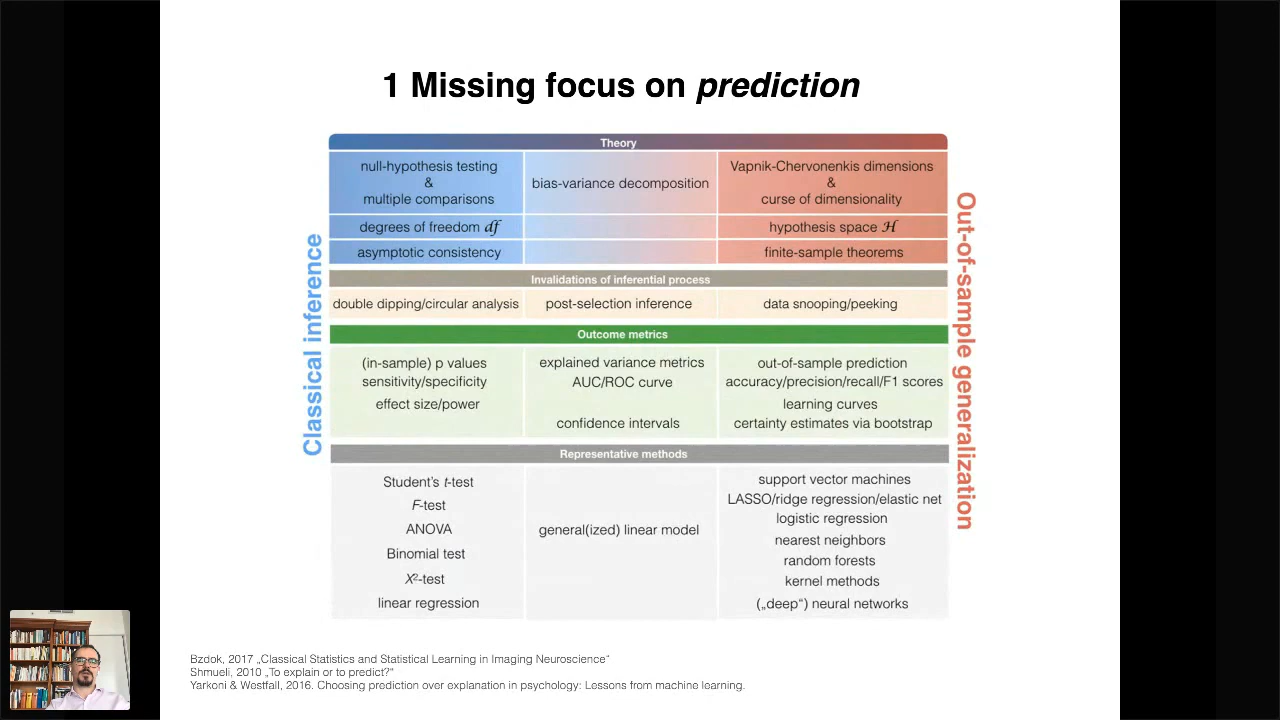 1 Missing focus on prediction
Classical inference
Out-of-sample generalization
Theory
null-hypothesis testing
&
multiple comparisons
bias-variance decomposition
Vapnik-Chervonenkis dimensions
&
curse of dimensionality
degrees of freedom df
hypothesis space ℋ
asymptotic consistency
finite-sample theorems
Invalidations of inferential process
double dipping/circular analysis
post-selection inference
data snooping/peeking
Outcome metrics
(in-sample) p values
sensitivity/specificity
effect size/power
explained variance metrics
AUC/ROC curve
confidence intervals
out-of-sample prediction
accuracy/precision/recall/F1 scores
learning curves
certainty estimates via bootstrap
Representative methods
Student's t-test
F-test
ANOVA
Binomial test
X²-test
linear regression
general(ized) linear model
support vector machines
LASSO/ridge regression/elastic net
logistic regression
nearest neighbors
random forests
kernel methods
(„deep“) neural networks
Bzdok, 2017 „Classical Statistics and Statistical Learning in Imaging Neuroscience“
Shmueli, 2010 „To explain or to predict?“
Yarkoni & Westfall, 2016. Choosing prediction over explanation in psychology: Lessons from machine learning.